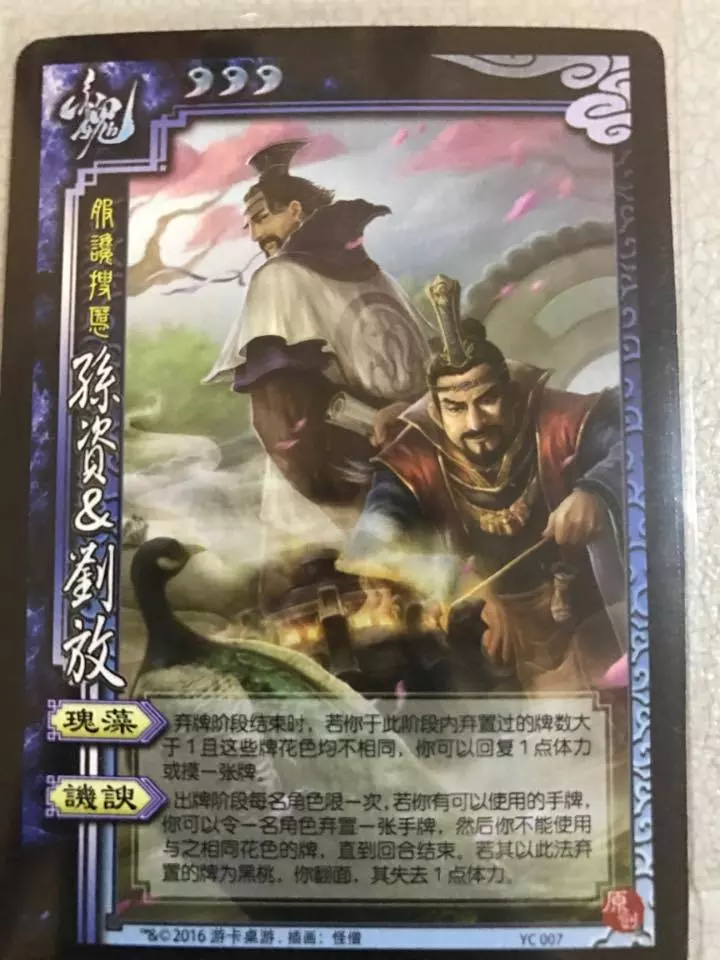 魏
服讒搜慝
孫資&劉放
瑰藻
弃牌阶段结束时，若你于此阶段内弃置过的牌数大
于1且这些牌花色均不相同，你可以回复1点体力
或摸一张牌。
譏諛
出牌阶段每名角色限一次，若你有可以使用的手牌，
你可以令一名角色弃置一张手牌，然后你不能使用
与之相同花色的牌，直到回合结束。若其以此法弃
置的牌为黑桃，你翻面，其失去1点体力。
原创
™&©2016 游卡桌游. 插画：怪僧
YC 007